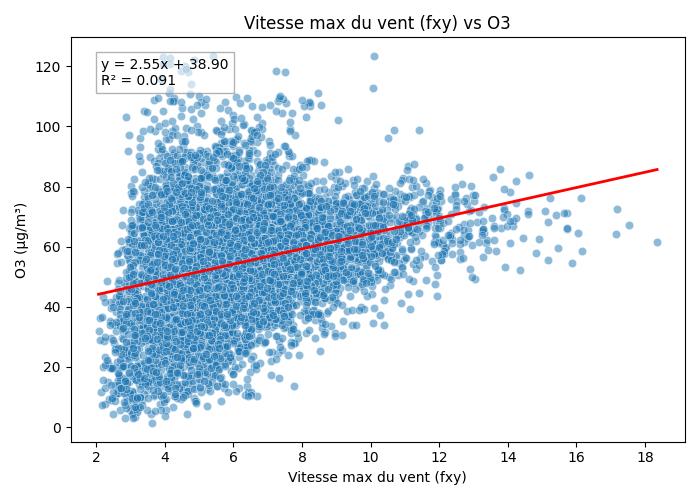 Vitesse max du vent (fxy) vs O3
y = 2.55x + 38.90
R² = 0.091
O3 (µg/m³)
120
100
80
60
40
20
0
2 4 6 8 10 12 14 16 18
Vitesse max du vent (fxy)